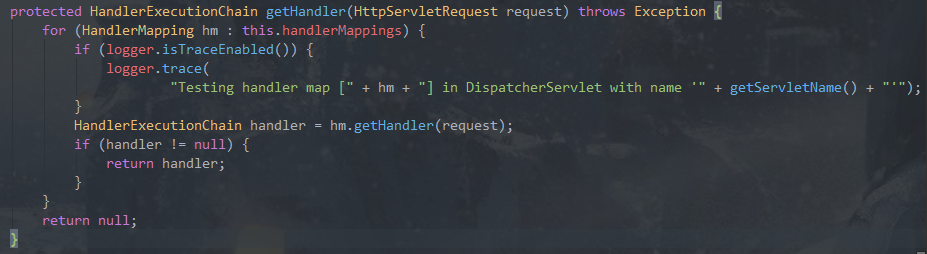 protected HandlerExecutionChain getHandler(HttpServletRequest request) throws Exception {
    for (HandlerMapping hm : this.handlerMappings) {
        if (logger.isTraceEnabled()) {
            logger.trace(
                    "Testing handler map [" + hm + "] in DispatcherServlet with name '" + getServletName() + "'");
        }
        HandlerExecutionChain handler = hm.getHandler(request);
        if (handler != null) {
            return handler;
        }
    }
    return null;
}